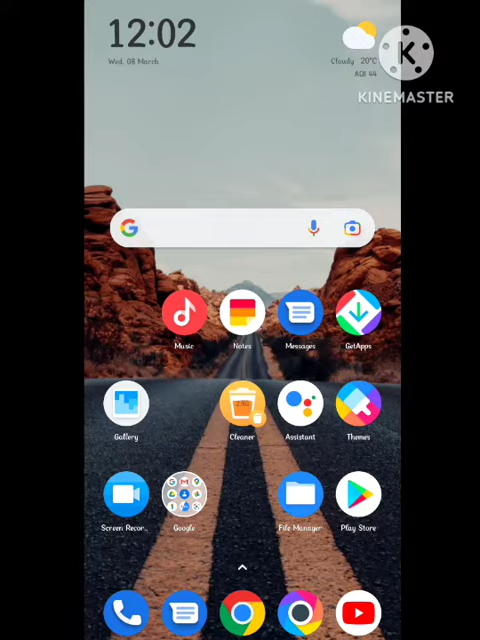 12:02
Wed. 08 March
Cloudy 20°C
AQI 44
KINEMASTER
Music
Notes
Messages
GetApps
Gallery
Cleaner
Assistant
Themes
Screen Recor..
Google
File Manager
Play Store